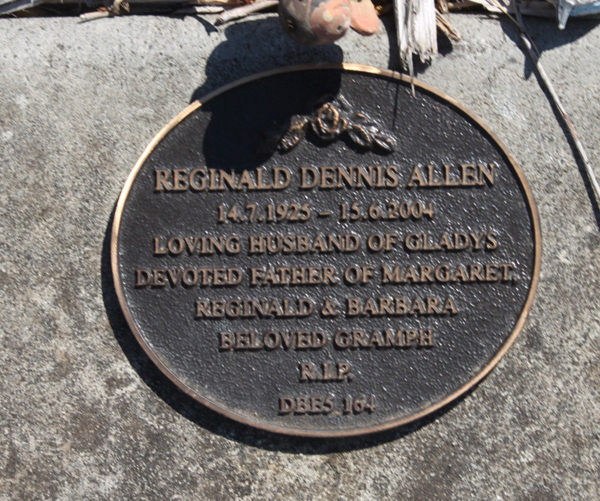 REGINALD DENNIS ALLEN
14.7.1925 – 15.6.2004
LOVING HUSBAND OF GLADYS
DEVOTED FATHER OF MARGARET,
REGINALD & BARBARA
BELOVED GRAMPH
R.I.P.
DBE5 164